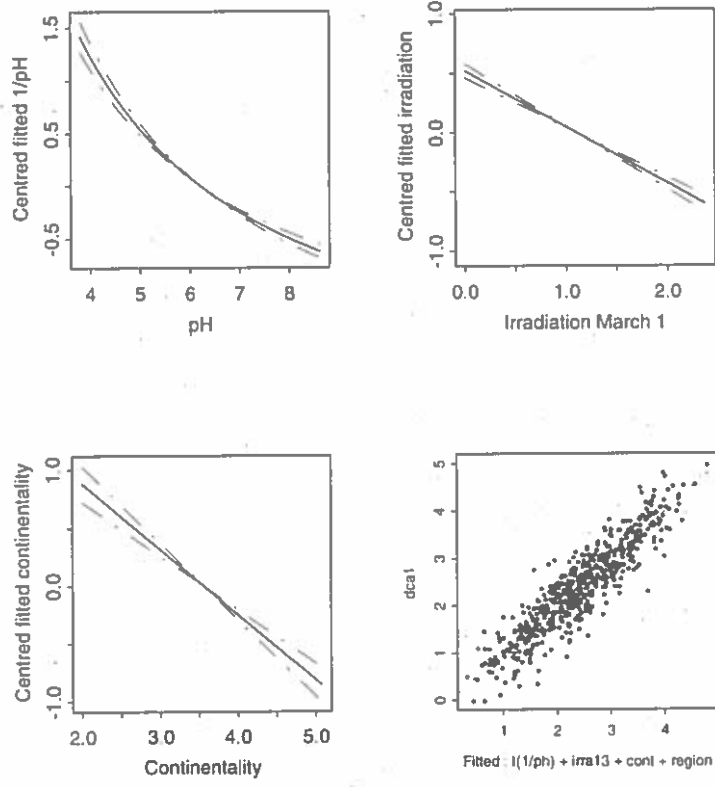 Centred fitted 1/pH
1.5
0.5
-0.5
4 5 6 7 8
pH
Centred fitted irradiation
1.0
0.0
-1.0
0.0 1.0 2.0
Irradiation March 1
Centred fitted continentality
1.0
0.0
-1.0
2.0 3.0 4.0 5.0
Continentality
dca1
5
4
3
2
1
0
1 2 3 4
Fitted : I(1/ph) + irra13 + cont + region